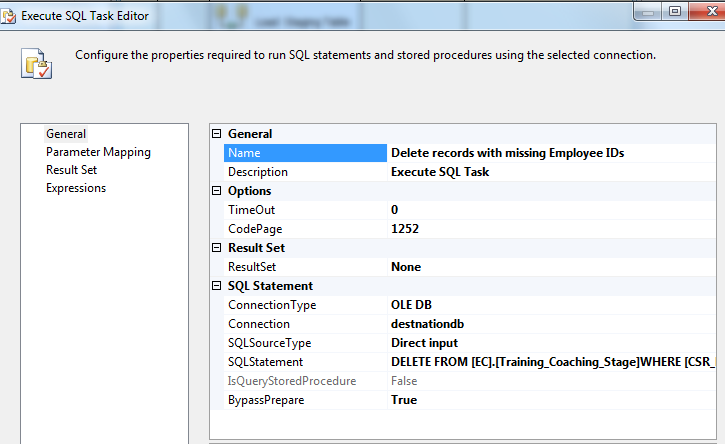 Load Staging Table
Execute SQL Task Editor
Configure the properties required to run SQL statements and stored procedures using the selected connection.
General
Parameter Mapping
Result Set
Expressions
General
Name Delete records with missing Employee IDs
Description Execute SQL Task
Options
TimeOut 0
CodePage 1252
Result Set
ResultSet None
SQL Statement
ConnectionType OLE DB
Connection destnationdb
SQLSourceType Direct input
SQLStatement DELETE FROM [EC].[Training_Coaching_Stage]WHERE [CSR_
IsQueryStoredProcedure False
BypassPrepare True